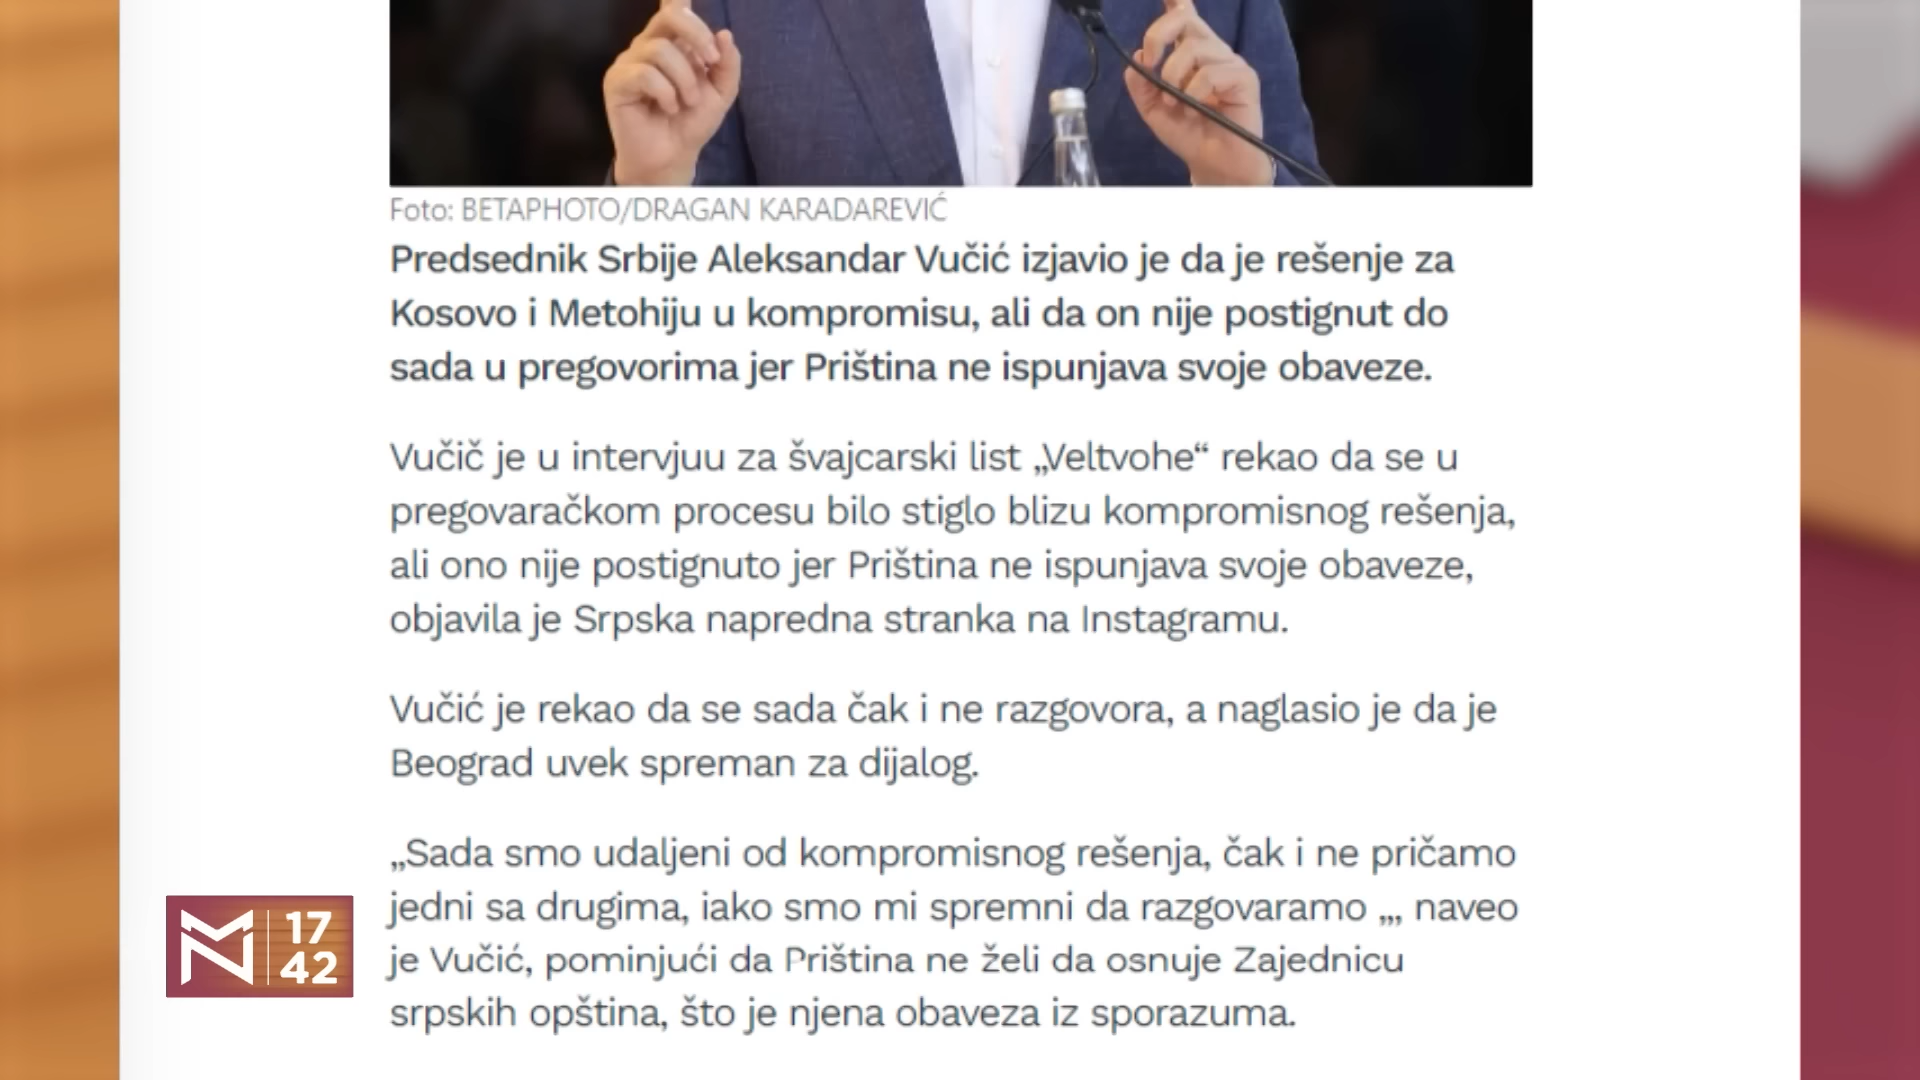 Foto: BETAPHOTO/DRAGAN KARADAREVIĆ
Predsednik Srbije Aleksandar Vučić izjavio je da je rešenje za
Kosovo i Metohiju u kompromisu, ali da on nije postignut do
sada u pregovorima jer Priština ne ispunjava svoje obaveze.
Vučič je u intervjuu za švajcarski list „Veltvohe“ rekao da se u
pregovaračkom procesu bilo stiglo blizu kompromisnog rešenja,
ali ono nije postignuto jer Priština ne ispunjava svoje obaveze,
objavila je Srpska napredna stranka na Instagramu.
Vučić je rekao da se sada čak i ne razgovora, a naglasio je da je
Beograd uvek spreman za dijalog.
„Sada smo udaljeni od kompromisnog rešenja, čak i ne pričamo
jedni sa drugima, iako smo mi spremni da razgovaramo „, naveo
je Vučić, pominjući da Priština ne želi da osnuje Zajednicu
srpskih opština, što je njena obaveza iz sporazuma.
17
42